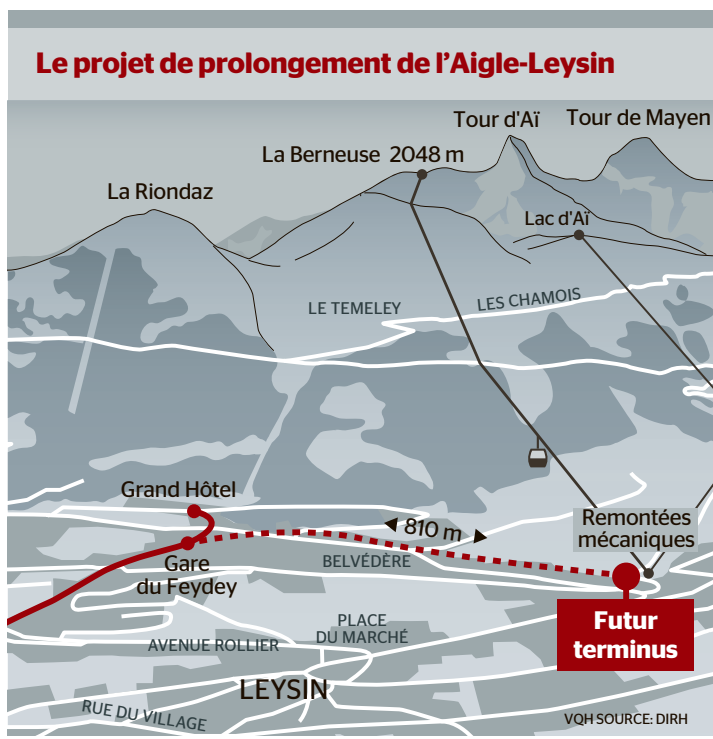 Le projet de prolongement de l'Aigle-Leysin
Tour d'Aï
Tour de Mayen
La Berneuse 2048 m
La Riondaz
Lac d'Aï
LES CHAMOIS
LE TEMELEY
Grand Hôtel
810 m
Remontées
mécaniques
Gare
du Feydey
BELVÉDÈRE
Futur
terminus
PLACE
DU MARCHÉ
AVENUE ROLLIER
LEYSIN
RUE DU VILLAGE
VQH SOURCE: DIRH